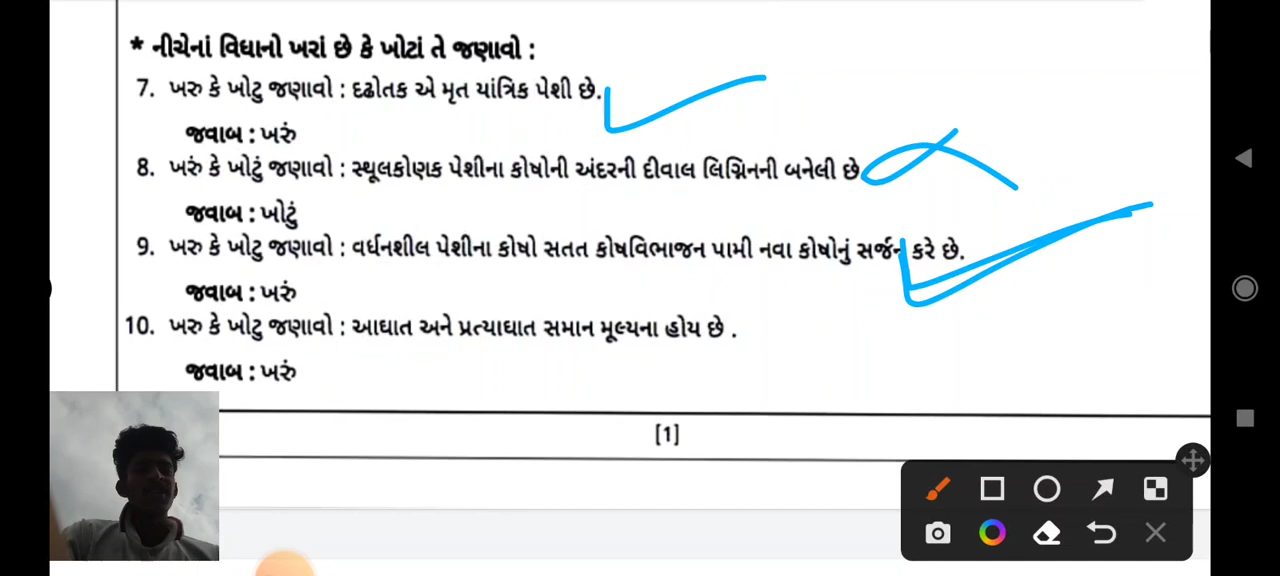 * નીચેનાં વિધાનો ખરાં છે કે ખોટાં તે જણાવો :
7. ખરુ કે ખોટુ જણાવો : દઢોતક એ મૃત યાંત્રિક પેશી છે.
જવાબ : ખરું
8. ખરું કે ખોટું જણાવો : સ્થૂલકોણક પેશીના કોષોની અંદરની દીવાલ લિગ્નિનની બનેલી છે
જવાબ : ખોટું
9. ખરુ કે ખોટુ જણાવો : વર્ધનશીલ પેશીના કોષો સતત કોષવિભાજન પામી નવા કોષોનું સર્જન કરે છે.
જવાબ : ખરું
10. ખરુ કે ખોટુ જણાવો : આઘાત અને પ્રત્યાઘાત સમાન મૂલ્યના હોય છે .
જવાબ : ખરું
[1]